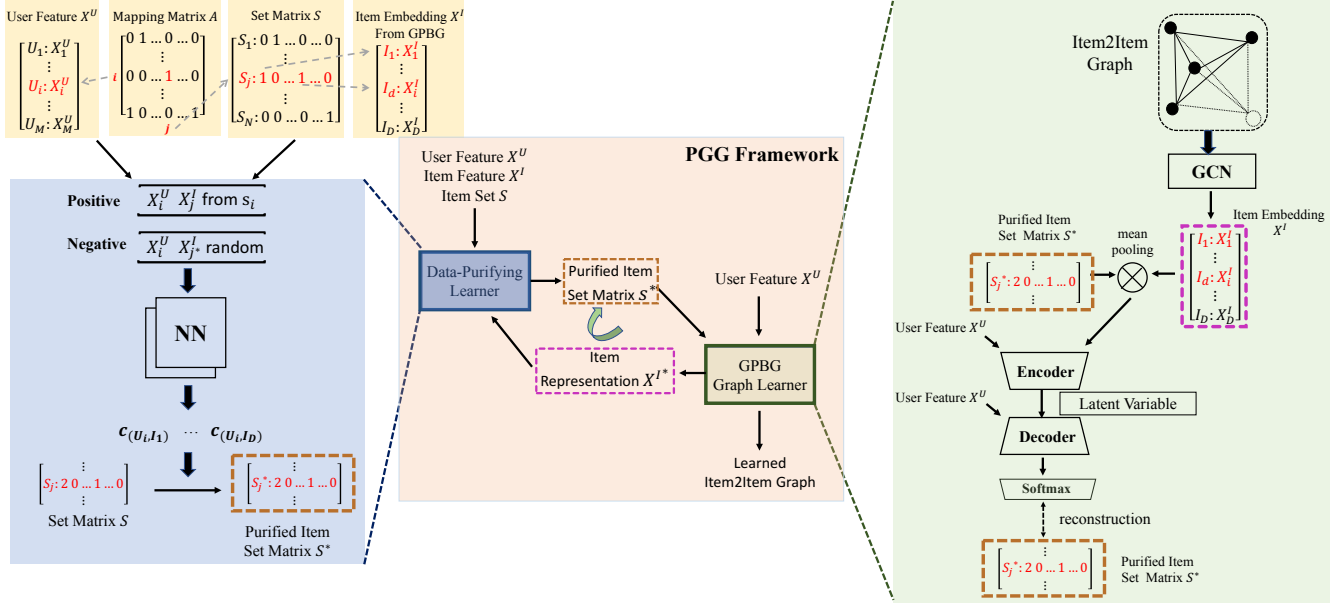 User Feature X^U
U_1: X_1^U
⋮
U_i: X_i^U
⋮
U_M: X_M^U
Mapping Matrix A
0 1 … 0 … 0
⋮
i 0 0 … 1 … 0
⋮
1 0 … 0 … 1
j
Set Matrix S
S_1: 0 1 … 0 … 0
⋮
S_j: 1 0 … 1 … 0
⋮
S_N: 0 0 … 0 … 1
Item Embedding X^I
From GPBG
I_1: X_1^I
⋮
I_d: X_i^I
⋮
I_D: X_D^I
Positive
X_i^U X_j^I from s_i
Negative
X_i^U X_{j*}^I random
NN
c_(U_i,I_1) ⋯ c_(U_i,I_D)
⋮
S_j: 2 0 … 1 … 0
⋮
Set Matrix S
⋮
S_j*: 2 0 … 1 … 0
⋮
Purified Item
Set Matrix S*
PGG Framework
User Feature X^U
Item Feature X^I
Item Set S
Data-Purifying
Learner
Purified Item
Set Matrix S*
User Feature X^U
Item
Representation X^I*
GPBG
Graph Learner
Learned
Item2Item Graph
Item2Item
Graph
GCN
Item Embedding
X^I
Purified Item
Set Matrix S*
mean
pooling
⋮
S_j*: 2 0 … 1 … 0
⋮
I_1: X_1^I
⋮
I_d: X_i^I
⋮
I_D: X_D^I
User Feature X^U
Encoder
Latent Variable
User Feature X^U
Decoder
Softmax
reconstruction
⋮
S_j*: 2 0 … 1 … 0
⋮
Purified Item
Set Matrix S*